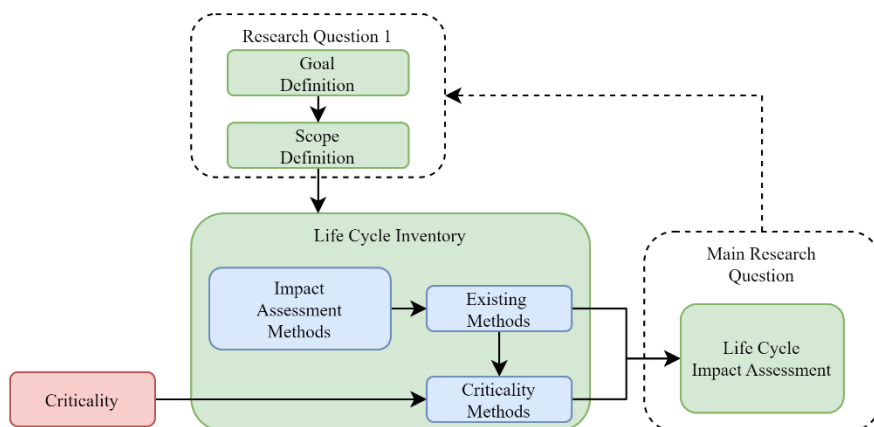 Research Question 1
Goal
Definition
Scope
Definition
Life Cycle Inventory
Impact
Assessment
Methods
Existing
Methods
Criticality
Methods
Criticality
Main Research
Question
Life Cycle
Impact Assessment